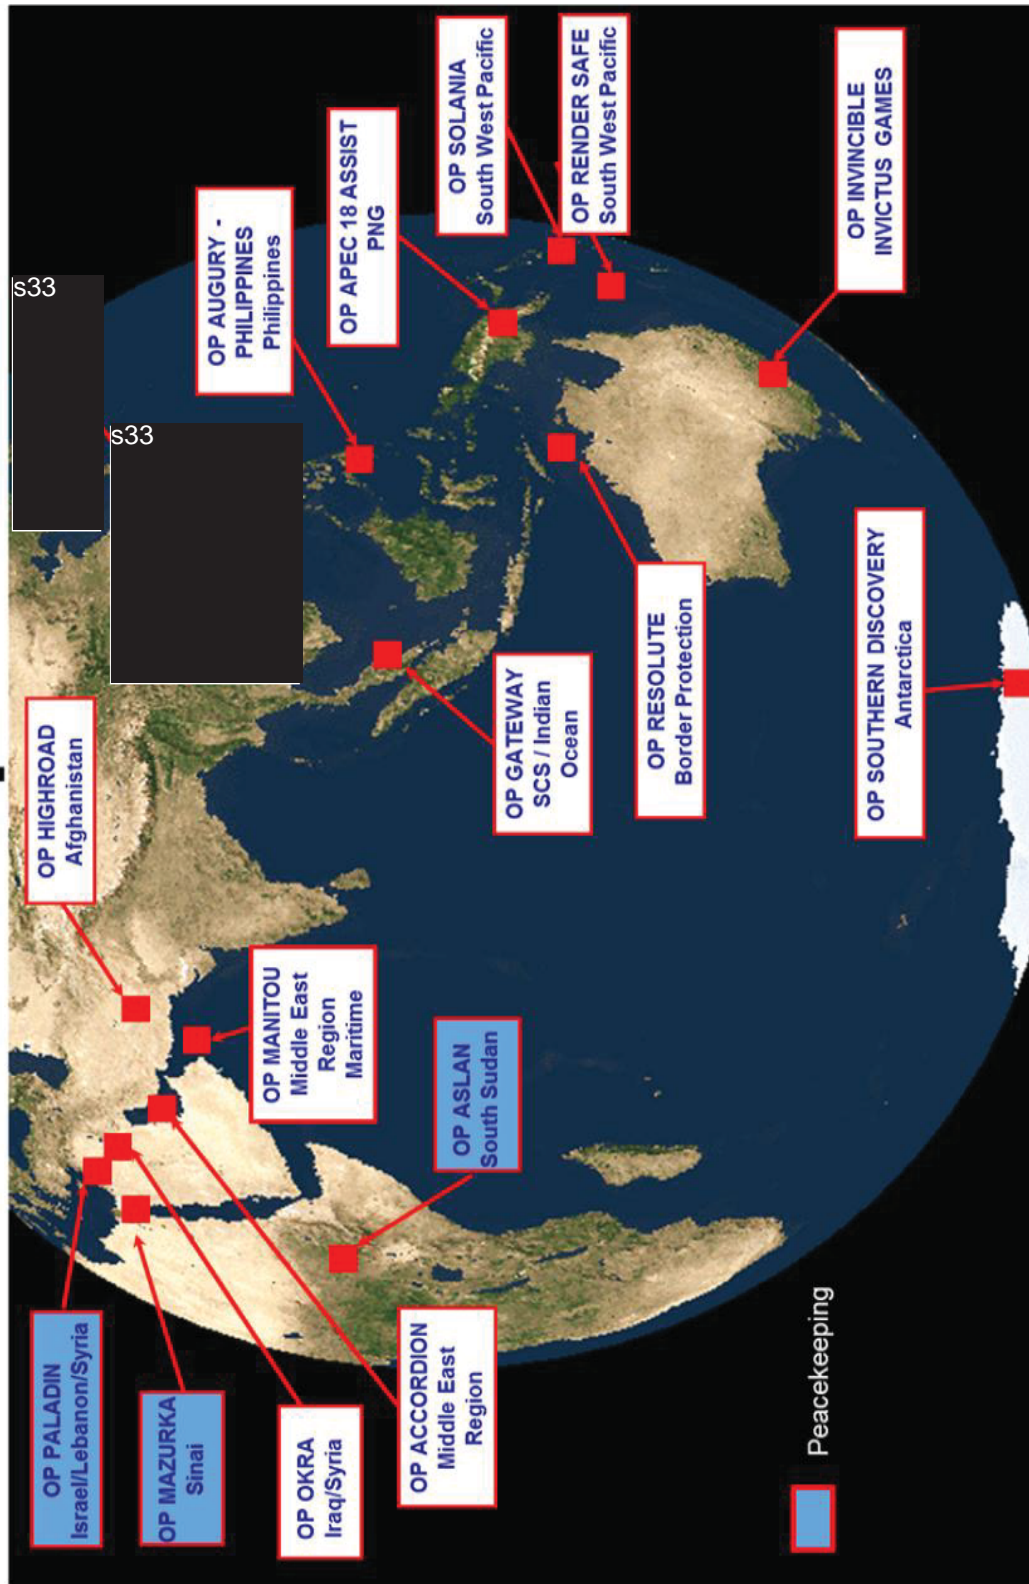 s33
s33
OP HIGHROAD
Afghanistan
OP AUGURY -
PHILIPPINES
Philippines
OP APEC 18 ASSIST
PNG
OP SOLANIA
South West Pacific
OP RENDER SAFE
South West Pacific
OP INVINCIBLE
INVICTUS GAMES
OP PALADIN
Israel/Lebanon/Syria
OP MAZURKA
Sinai
OP OKRA
Iraq/Syria
OP ACCORDION
Middle East
Region
OP MANITOU
Middle East
Region
Maritime
OP ASLAN
South Sudan
OP GATEWAY
SCS / Indian
Ocean
OP RESOLUTE
Border Protection
OP SOUTHERN DISCOVERY
Antarctica
Peacekeeping